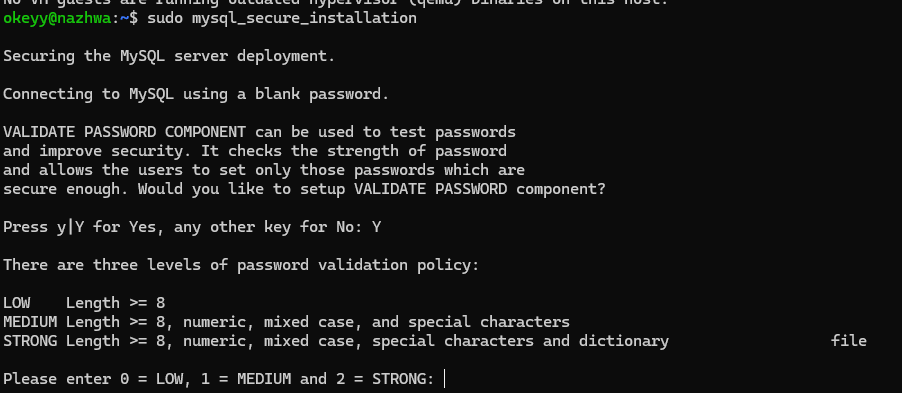 No VM guests are running outdated hypervisor (qemu) binaries on this host.
okeyy@nazhwa:~$ sudo mysql_secure_installation
Securing the MySQL server deployment.
Connecting to MySQL using a blank password.
VALIDATE PASSWORD COMPONENT can be used to test passwords
and improve security. It checks the strength of password
and allows the users to set only those passwords which are
secure enough. Would you like to setup VALIDATE PASSWORD component?
Press y|Y for Yes, any other key for No: Y
There are three levels of password validation policy:
LOW    Length >= 8
MEDIUM Length >= 8, numeric, mixed case, and special characters
STRONG Length >= 8, numeric, mixed case, special characters and dictionary                  file
Please enter 0 = LOW, 1 = MEDIUM and 2 = STRONG: